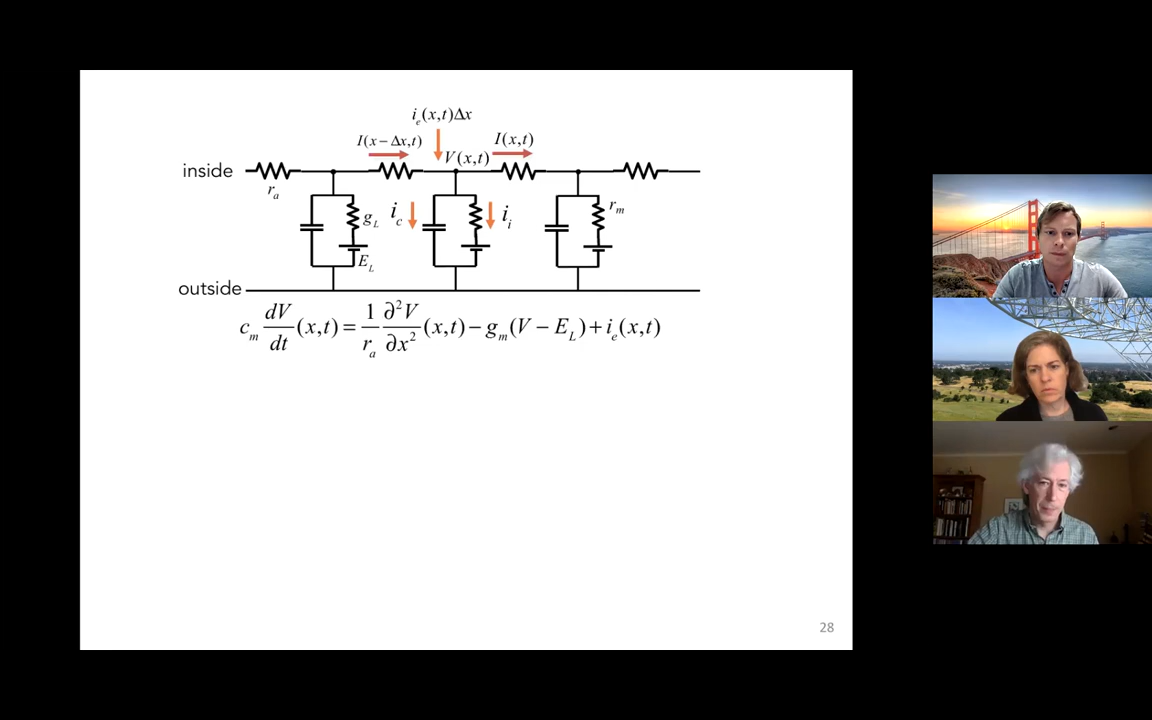 i_e(x,t)Δx
I(x−Δx,t)
I(x,t)
V(x,t)
inside
r_a
g_L
i_c
i_i
r_m
E_L
outside
c_m dV/dt (x,t) = 1/r_a ∂²V/∂x² (x,t) − g_m(V − E_L) + i_e(x,t)
28